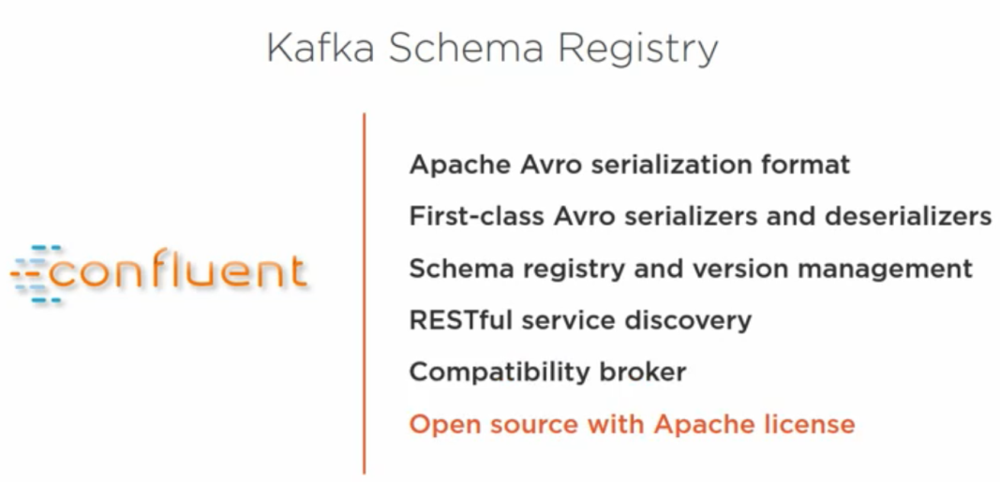 Kafka Schema Registry
confluent
Apache Avro serialization format
First-class Avro serializers and deserializers
Schema registry and version management
RESTful service discovery
Compatibility broker
Open source with Apache license